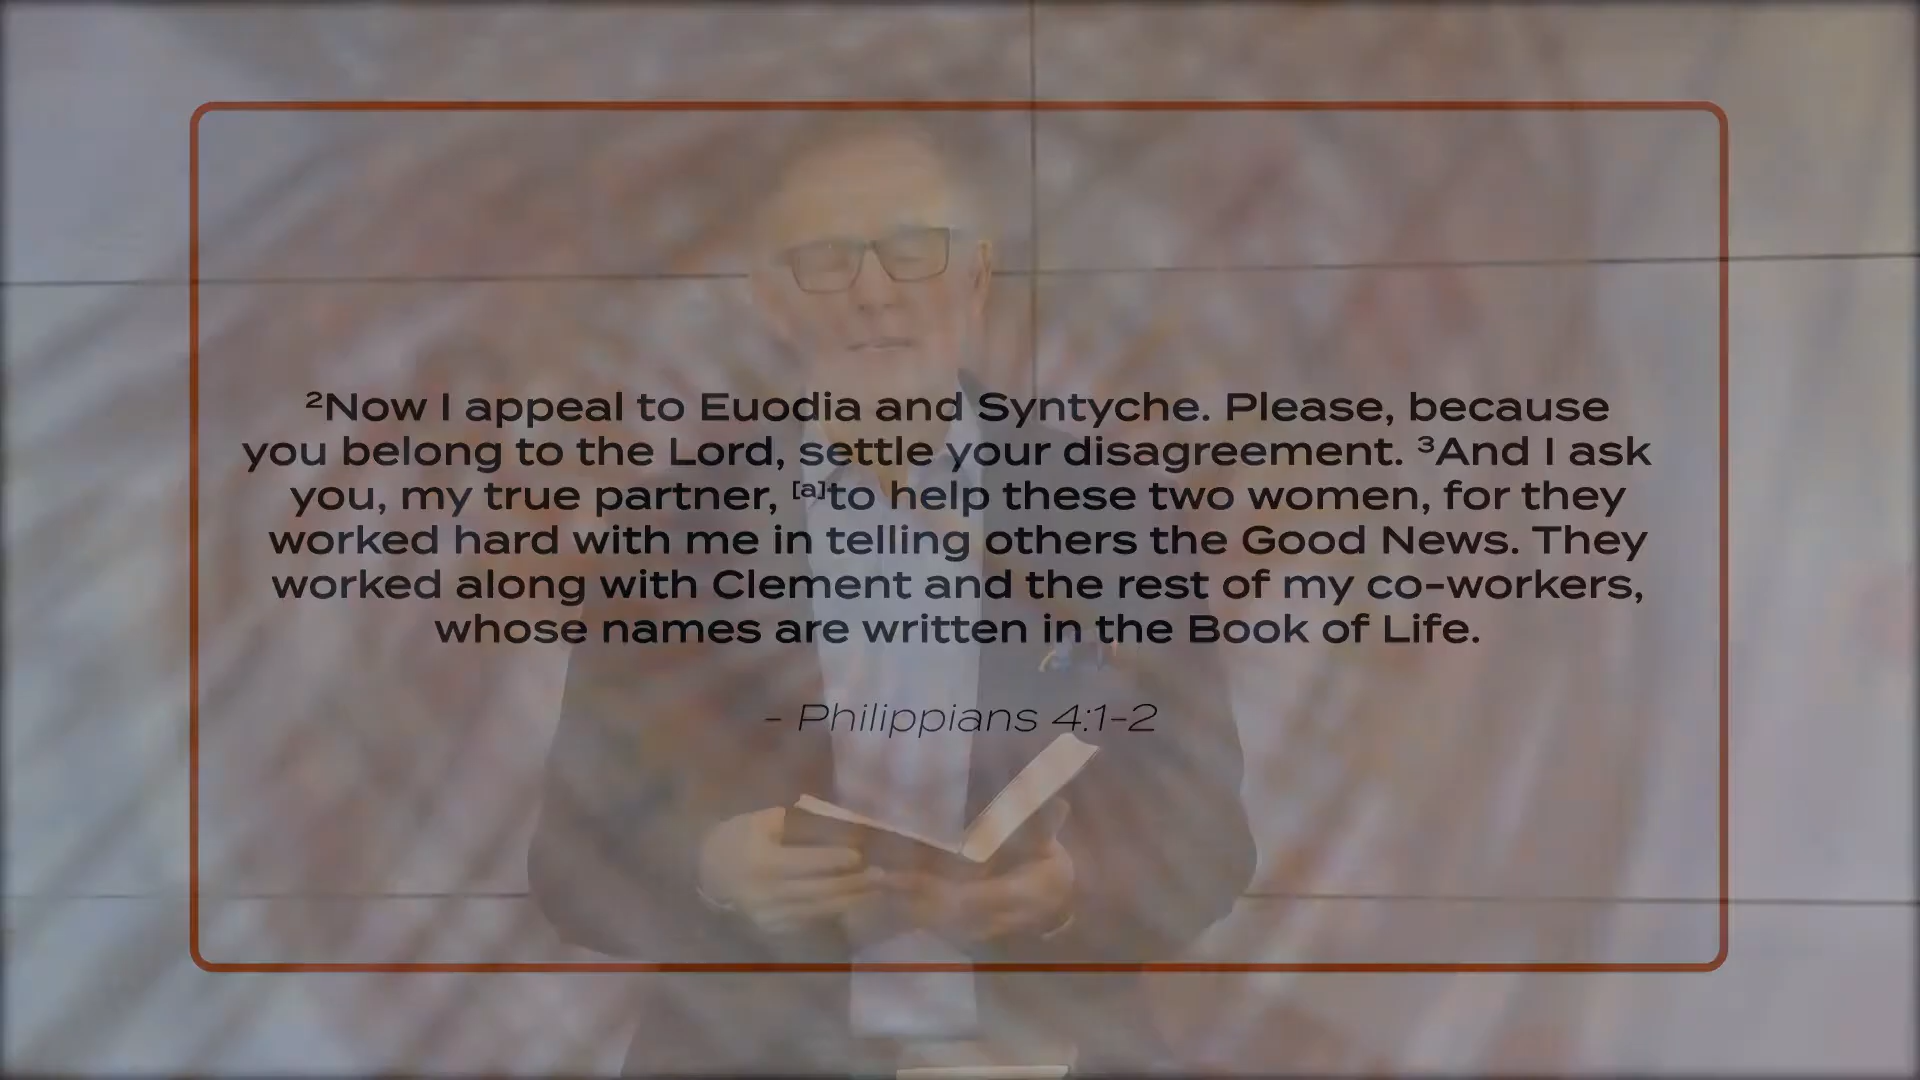 ²Now I appeal to Euodia and Syntyche. Please, because
you belong to the Lord, settle your disagreement. ³And I ask
you, my true partner, [a]to help these two women, for they
worked hard with me in telling others the Good News. They
worked along with Clement and the rest of my co-workers,
whose names are written in the Book of Life.
- Philippians 4:1-2